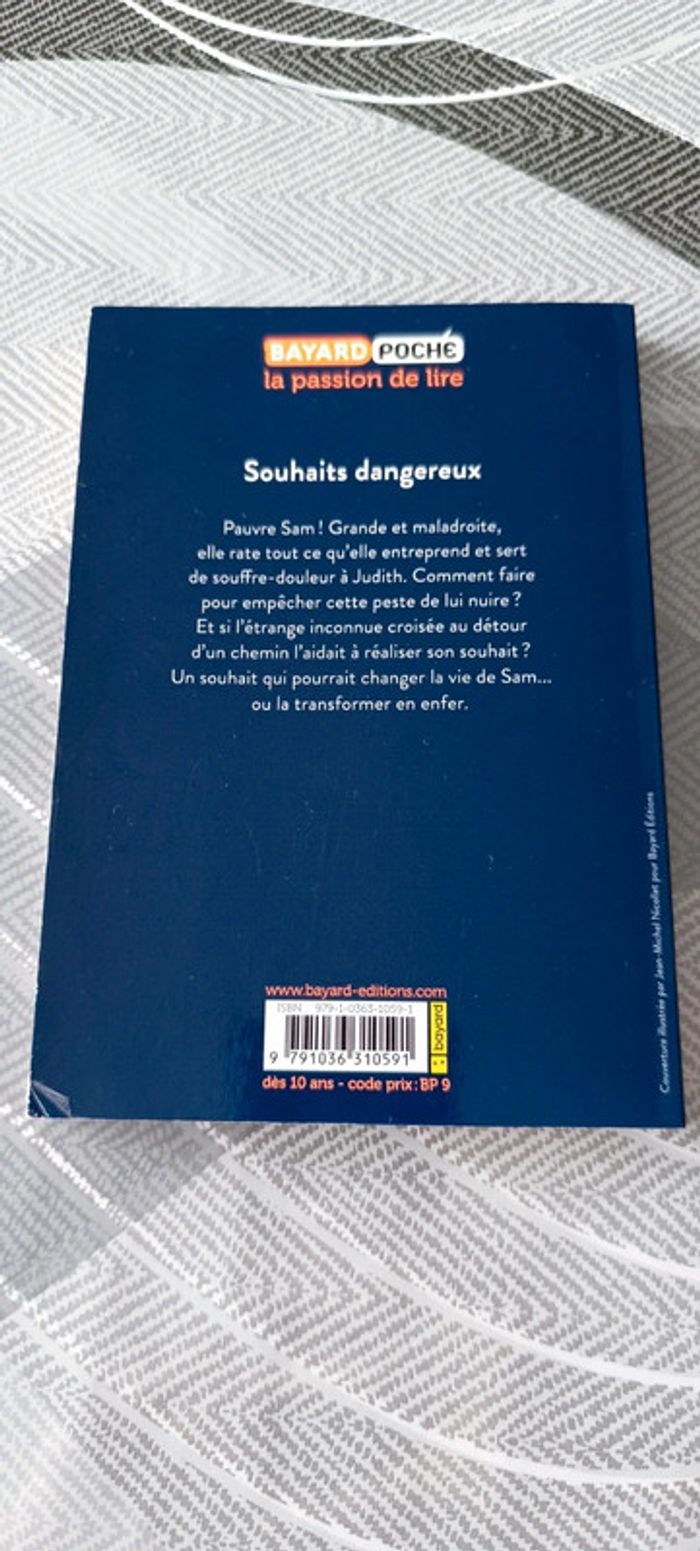 BAYARD POCHE
la passion de lire
Souhaits dangereux
Pauvre Sam ! Grande et maladroite,
elle rate tout ce qu'elle entreprend et sert
de souffre-douleur à Judith. Comment faire
pour empêcher cette peste de lui nuire ?
Et si l'étrange inconnue croisée au détour
d'un chemin l'aidait à réaliser son souhait ?
Un souhait qui pourrait changer la vie de Sam...
ou la transformer en enfer.
Couverture illustrée par Jean-Michel Nicollet pour Bayard Éditions
www.bayard-editions.com
ISBN 979-1-0363-1059-1
bayard
9 791036 310591
dès 10 ans - code prix : BP 9